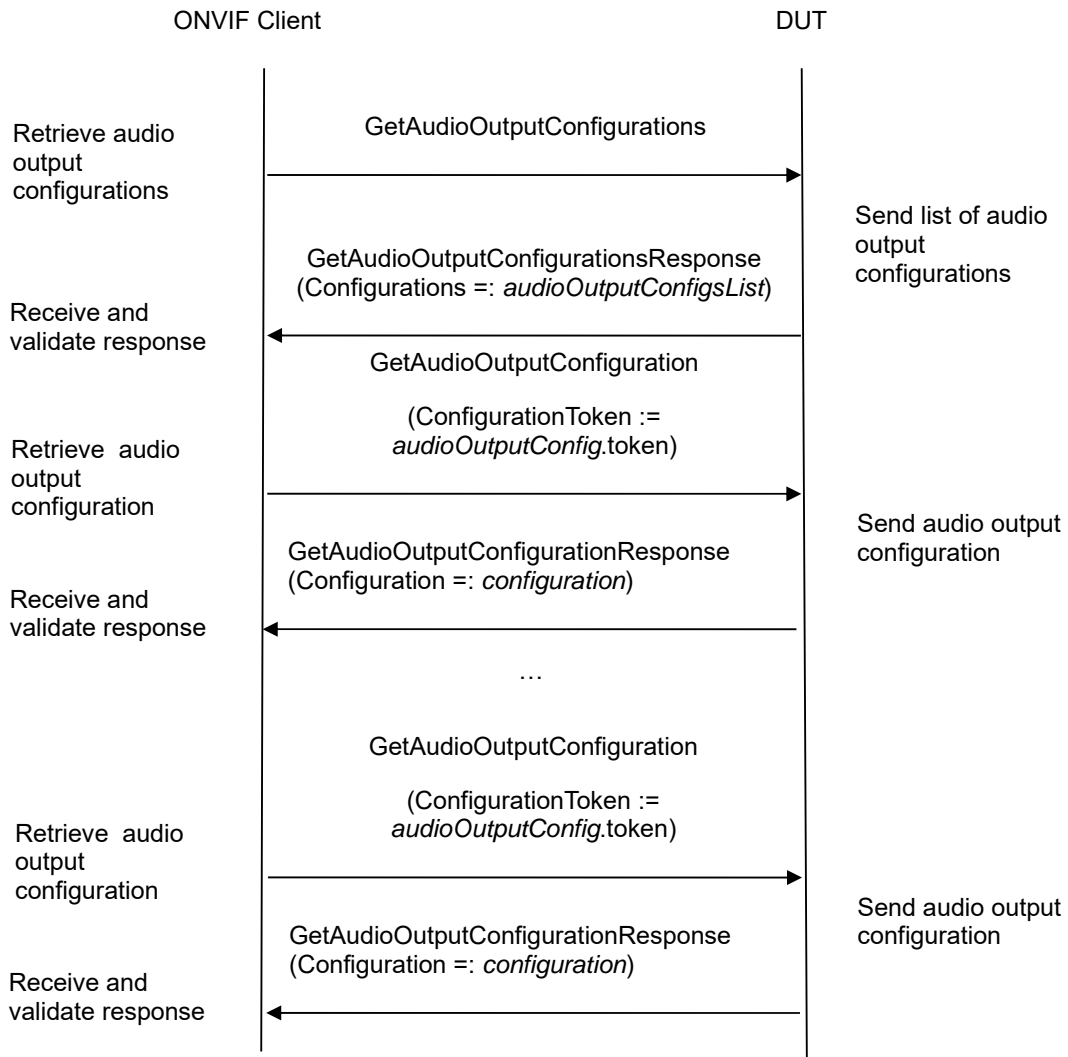 ONVIF Client
DUT
GetAudioOutputConfigurations
Retrieve audio
output
configurations
Send list of audio
output
configurations
GetAudioOutputConfigurationsResponse
(Configurations =: audioOutputConfigsList)
Receive and
validate response
GetAudioOutputConfiguration
(ConfigurationToken :=
audioOutputConfig.token)
Retrieve  audio
output
configuration
Send audio output
configuration
GetAudioOutputConfigurationResponse
(Configuration =: configuration)
Receive and
validate response
…
GetAudioOutputConfiguration
(ConfigurationToken :=
audioOutputConfig.token)
Retrieve  audio
output
configuration
Send audio output
configuration
GetAudioOutputConfigurationResponse
(Configuration =: configuration)
Receive and
validate response